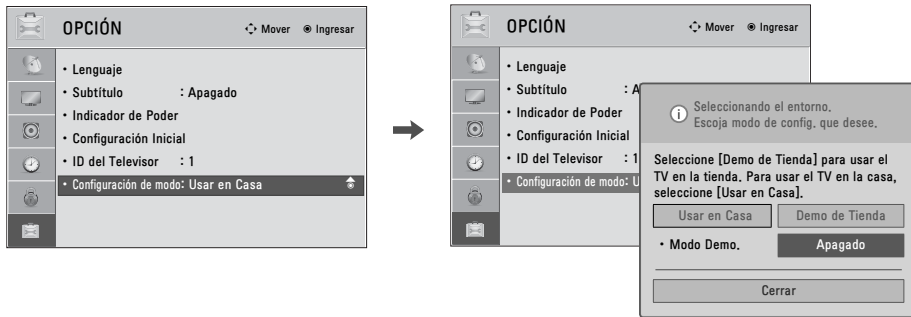 OPCIÓN
Mover
Ingresar
• Lenguaje
• Subtítulo : Apagado
• Indicador de Poder
• Configuración Inicial
• ID del Televisor : 1
• Configuración de modo: Usar en Casa
OPCIÓN
Mover
Ingresar
• Lenguaje
• Subtítulo : A
• Indicador de Poder
• Configuración Inicial
• ID del Televisor : 1
• Configuración de modo: U
i
Seleccionando el entorno.
Escoja modo de config. que desee.
Seleccione [Demo de Tienda] para usar el
TV en la tienda. Para usar el TV en la casa,
seleccione [Usar en Casa].
Usar en Casa
Demo de Tienda
• Modo Demo.
Apagado
Cerrar